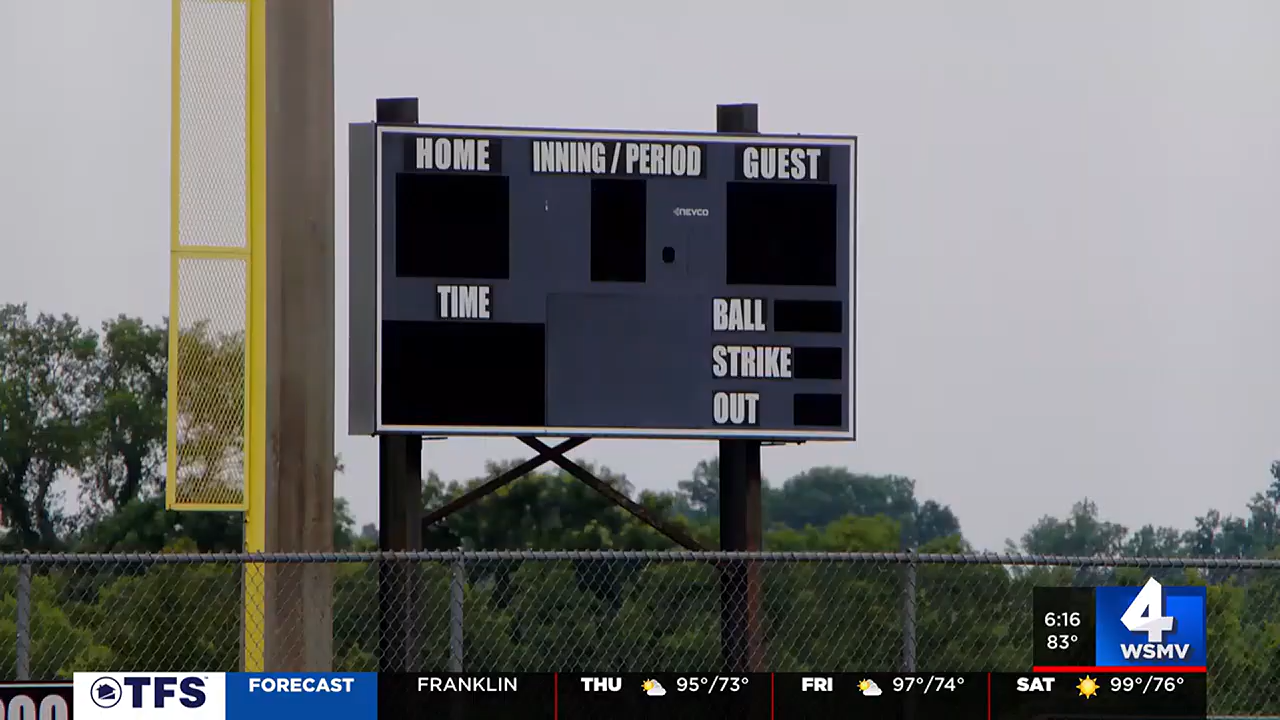 HOME INNING / PERIOD GUEST
NEVCO
TIME
BALL
STRIKE
OUT
6:16
83°
4
WSMV
TFS FORECAST FRANKLIN THU 95°/73° FRI 97°/74° SAT 99°/76°